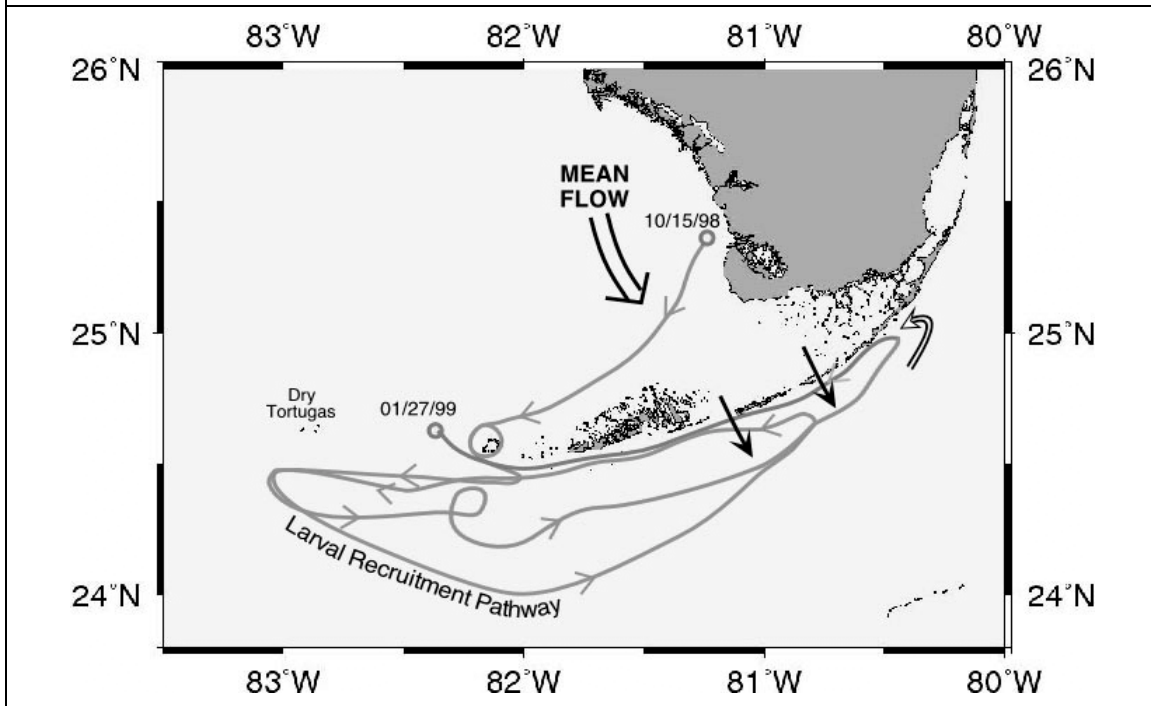 83°W 82°W 81°W 80°W
26°N 26°N
MEAN
FLOW
10/15/98
25°N 25°N
Dry
Tortugas
01/27/99
Larval Recruitment Pathway
24°N 24°N
83°W 82°W 81°W 80°W